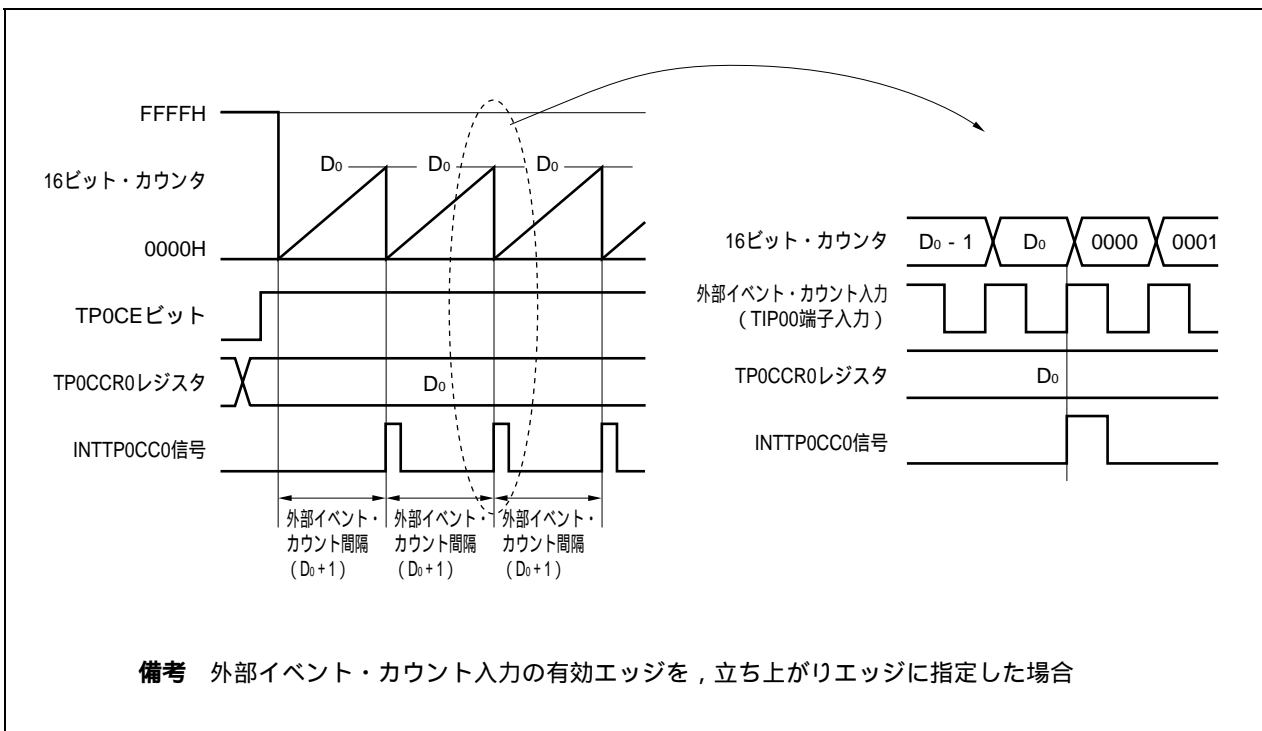 FFFFH
16ビット・カウンタ
0000H
D₀
D₀
D₀
TP0CEビット
TP0CCR0レジスタ
D₀
INTTP0CC0信号
外部イベント・
カウント間隔
（D₀+1）
外部イベント・
カウント間隔
（D₀+1）
外部イベント・
カウント間隔
（D₀+1）
16ビット・カウンタ
D₀ - 1
D₀
0000
0001
外部イベント・カウント入力
（TIP00端子入力）
TP0CCR0レジスタ
D₀
INTTP0CC0信号
備考　外部イベント・カウント入力の有効エッジを，立ち上がりエッジに指定した場合